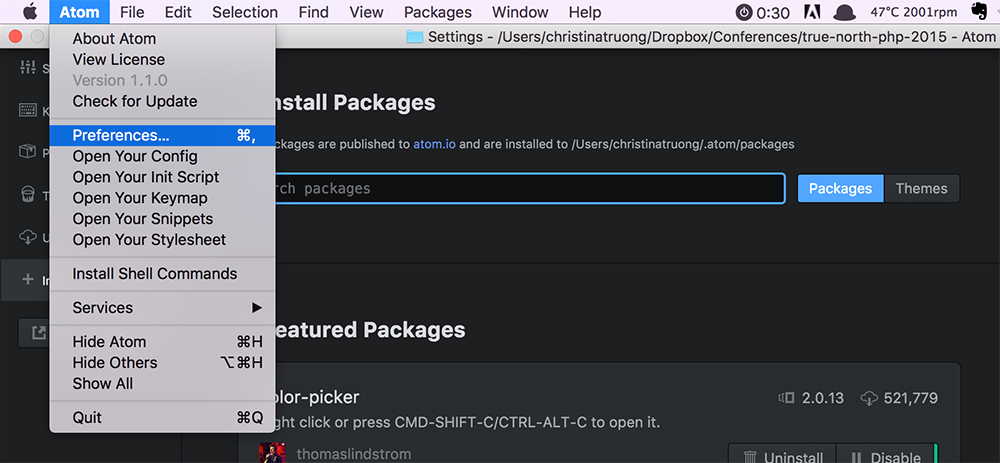 Atom File Edit Selection Find View Packages Window Help 0:30 47°C 2001rpm
Settings - /Users/christinatruong/Dropbox/Conferences/true-north-php-2015 - Atom
About Atom
View License
Version 1.1.0
Check for Update
Preferences... ⌘,
Open Your Config
Open Your Init Script
Open Your Keymap
Open Your Snippets
Open Your Stylesheet
Install Shell Commands
Services ▶
Hide Atom ⌘H
Hide Others ⌥⌘H
Show All
Quit ⌘Q
nstall Packages
ckages are published to atom.io and are installed to /Users/christinatruong/.atom/packages
rch packages
Packages Themes
eatured Packages
olor-picker 2.0.13 521,779
ght click or press CMD-SHIFT-C/CTRL-ALT-C to open it.
thomaslindstrom
Uninstall Disable